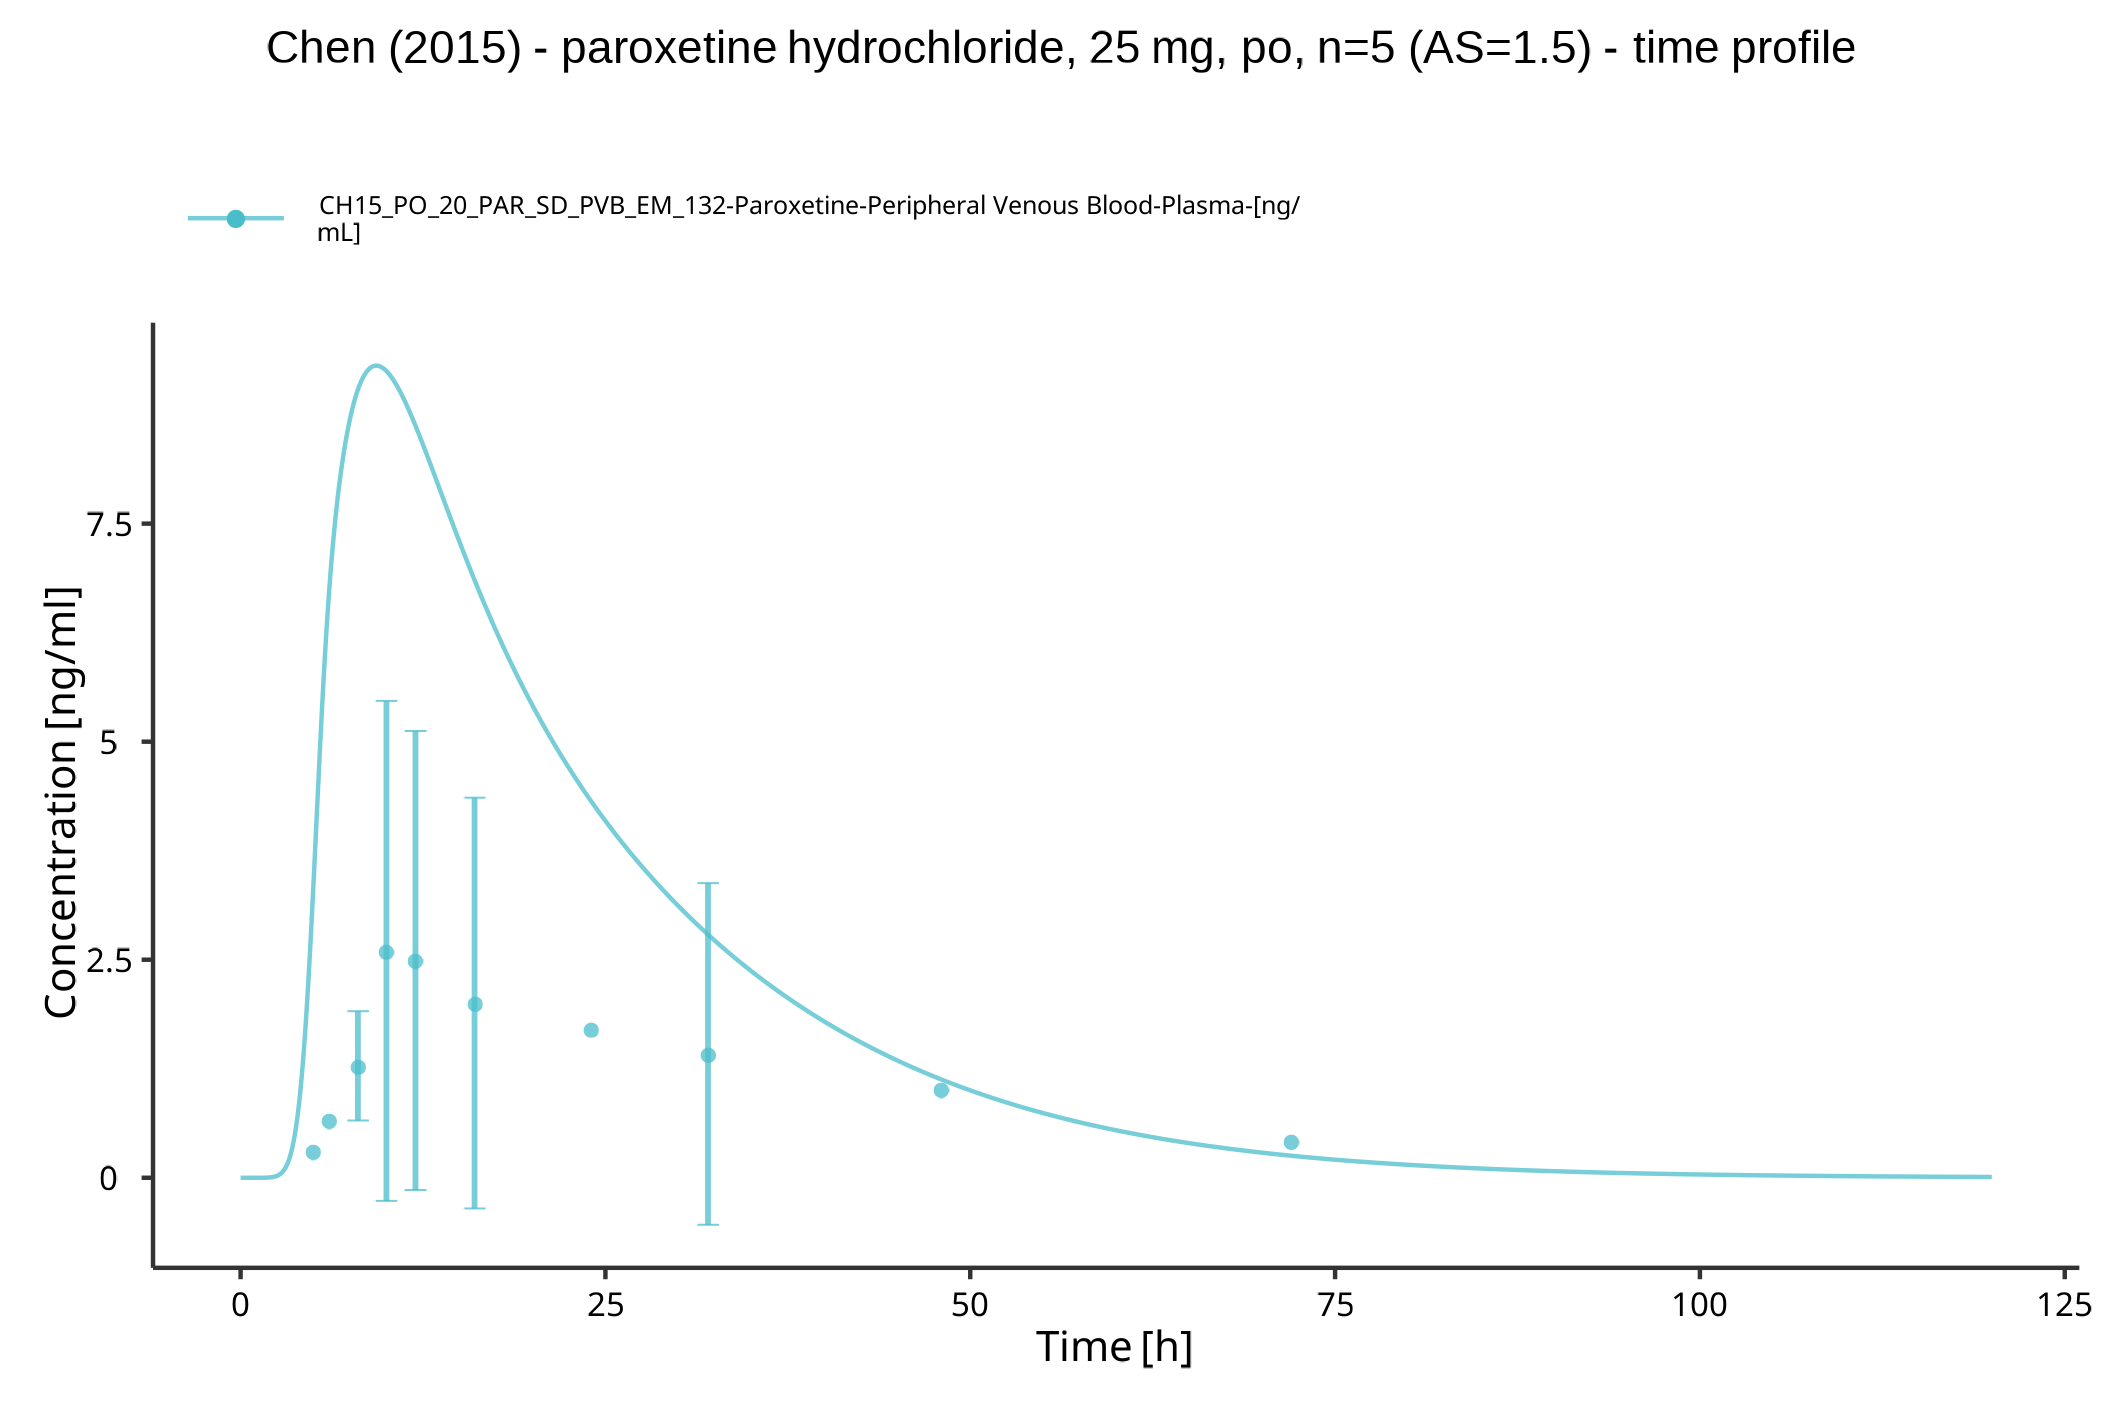 Chen (2015) - paroxetine hydrochloride, 25 mg, po, n=5 (AS=1.5) - time profile
CH15_PO_20_PAR_SD_PVB_EM_132-Paroxetine-Peripheral Venous Blood-Plasma-[ng/
mL]
Concentration [ng/ml]
7.5
5
2.5
0
0 25 50 75 100 125
Time [h]